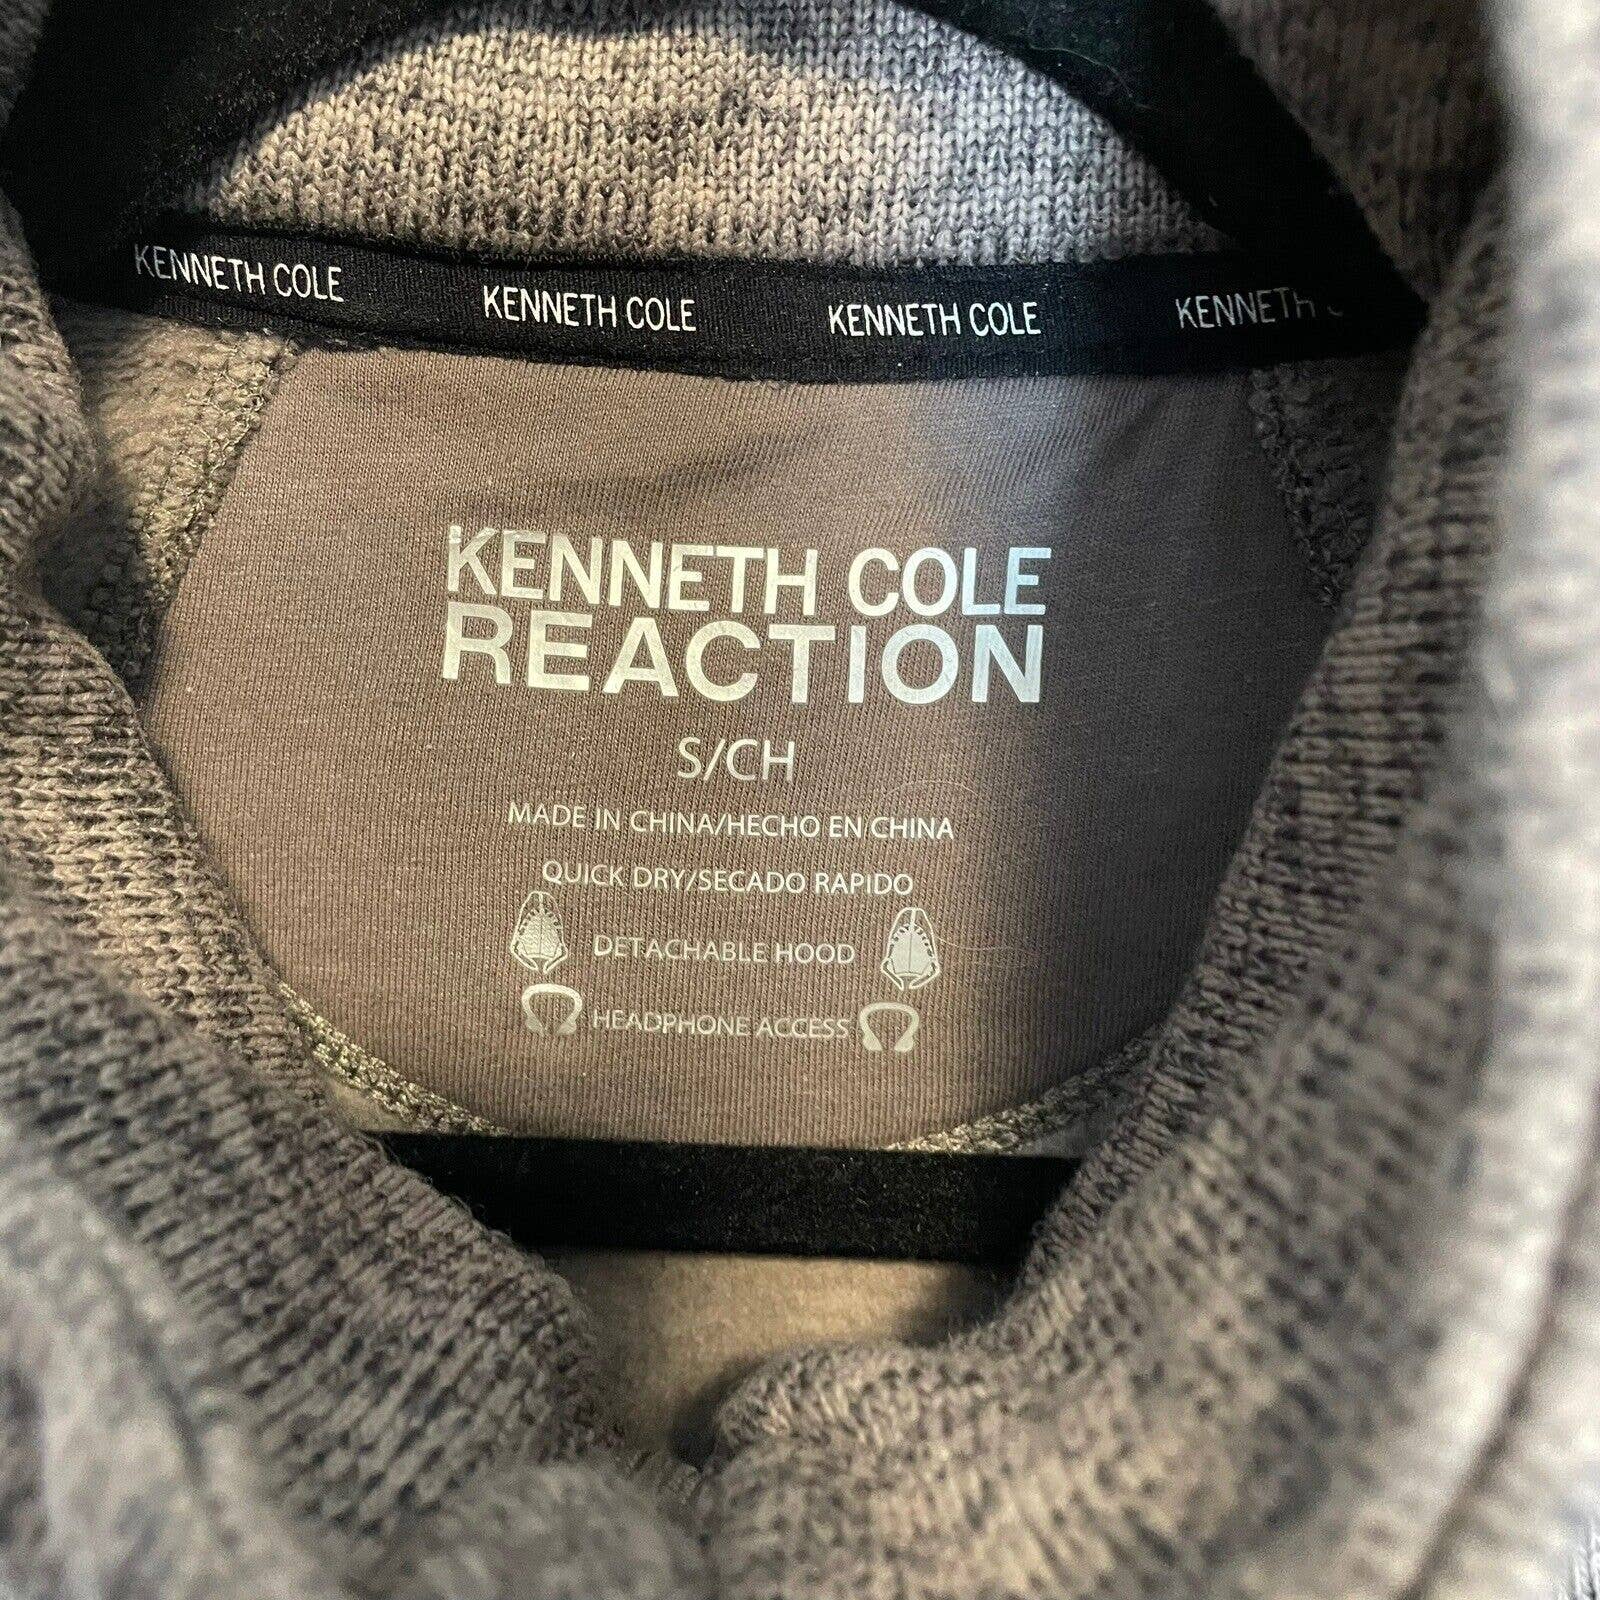 KENNETH COLE KENNETH COLE KENNETH COLE KENNETH
KENNETH COLE
REACTION
S/CH
MADE IN CHINA/HECHO EN CHINA
QUICK DRY/SECADO RAPIDO
DETACHABLE HOOD
HEADPHONE ACCESS